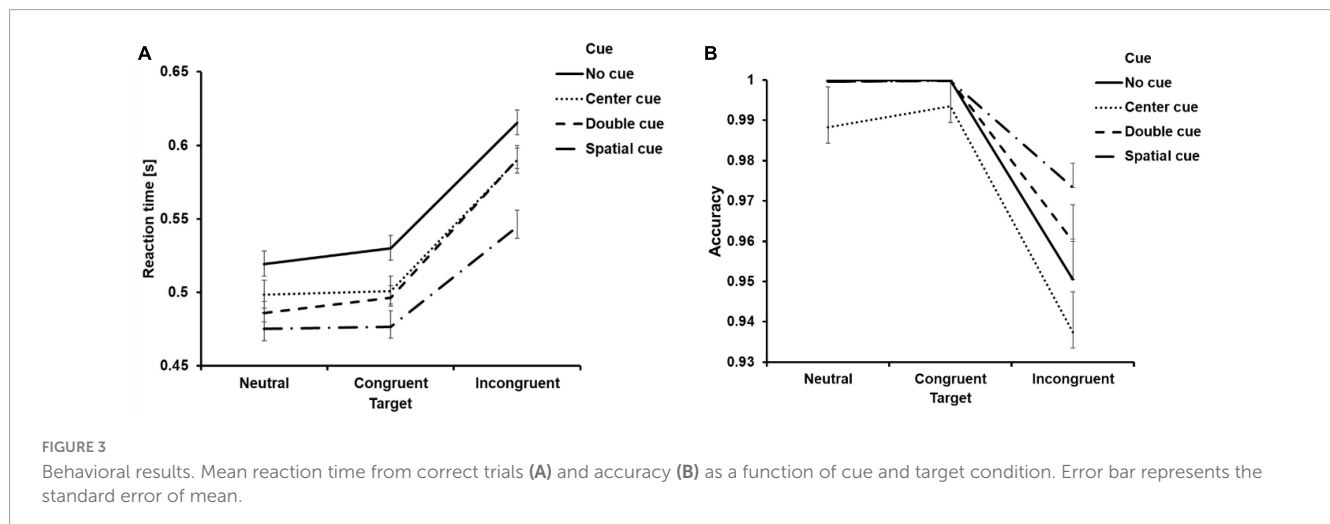 A
Cue
No cue
Center cue
Double cue
Spatial cue
0.65
0.6
0.55
0.5
0.45
Reaction time [s]
Neutral
Congruent
Incongruent
Target
B
Cue
No cue
Center cue
Double cue
Spatial cue
1
0.99
0.98
0.97
0.96
0.95
0.94
0.93
Accuracy
Neutral
Congruent
Incongruent
Target
FIGURE 3
Behavioral results. Mean reaction time from correct trials (A) and accuracy (B) as a function of cue and target condition. Error bar represents the
standard error of mean.